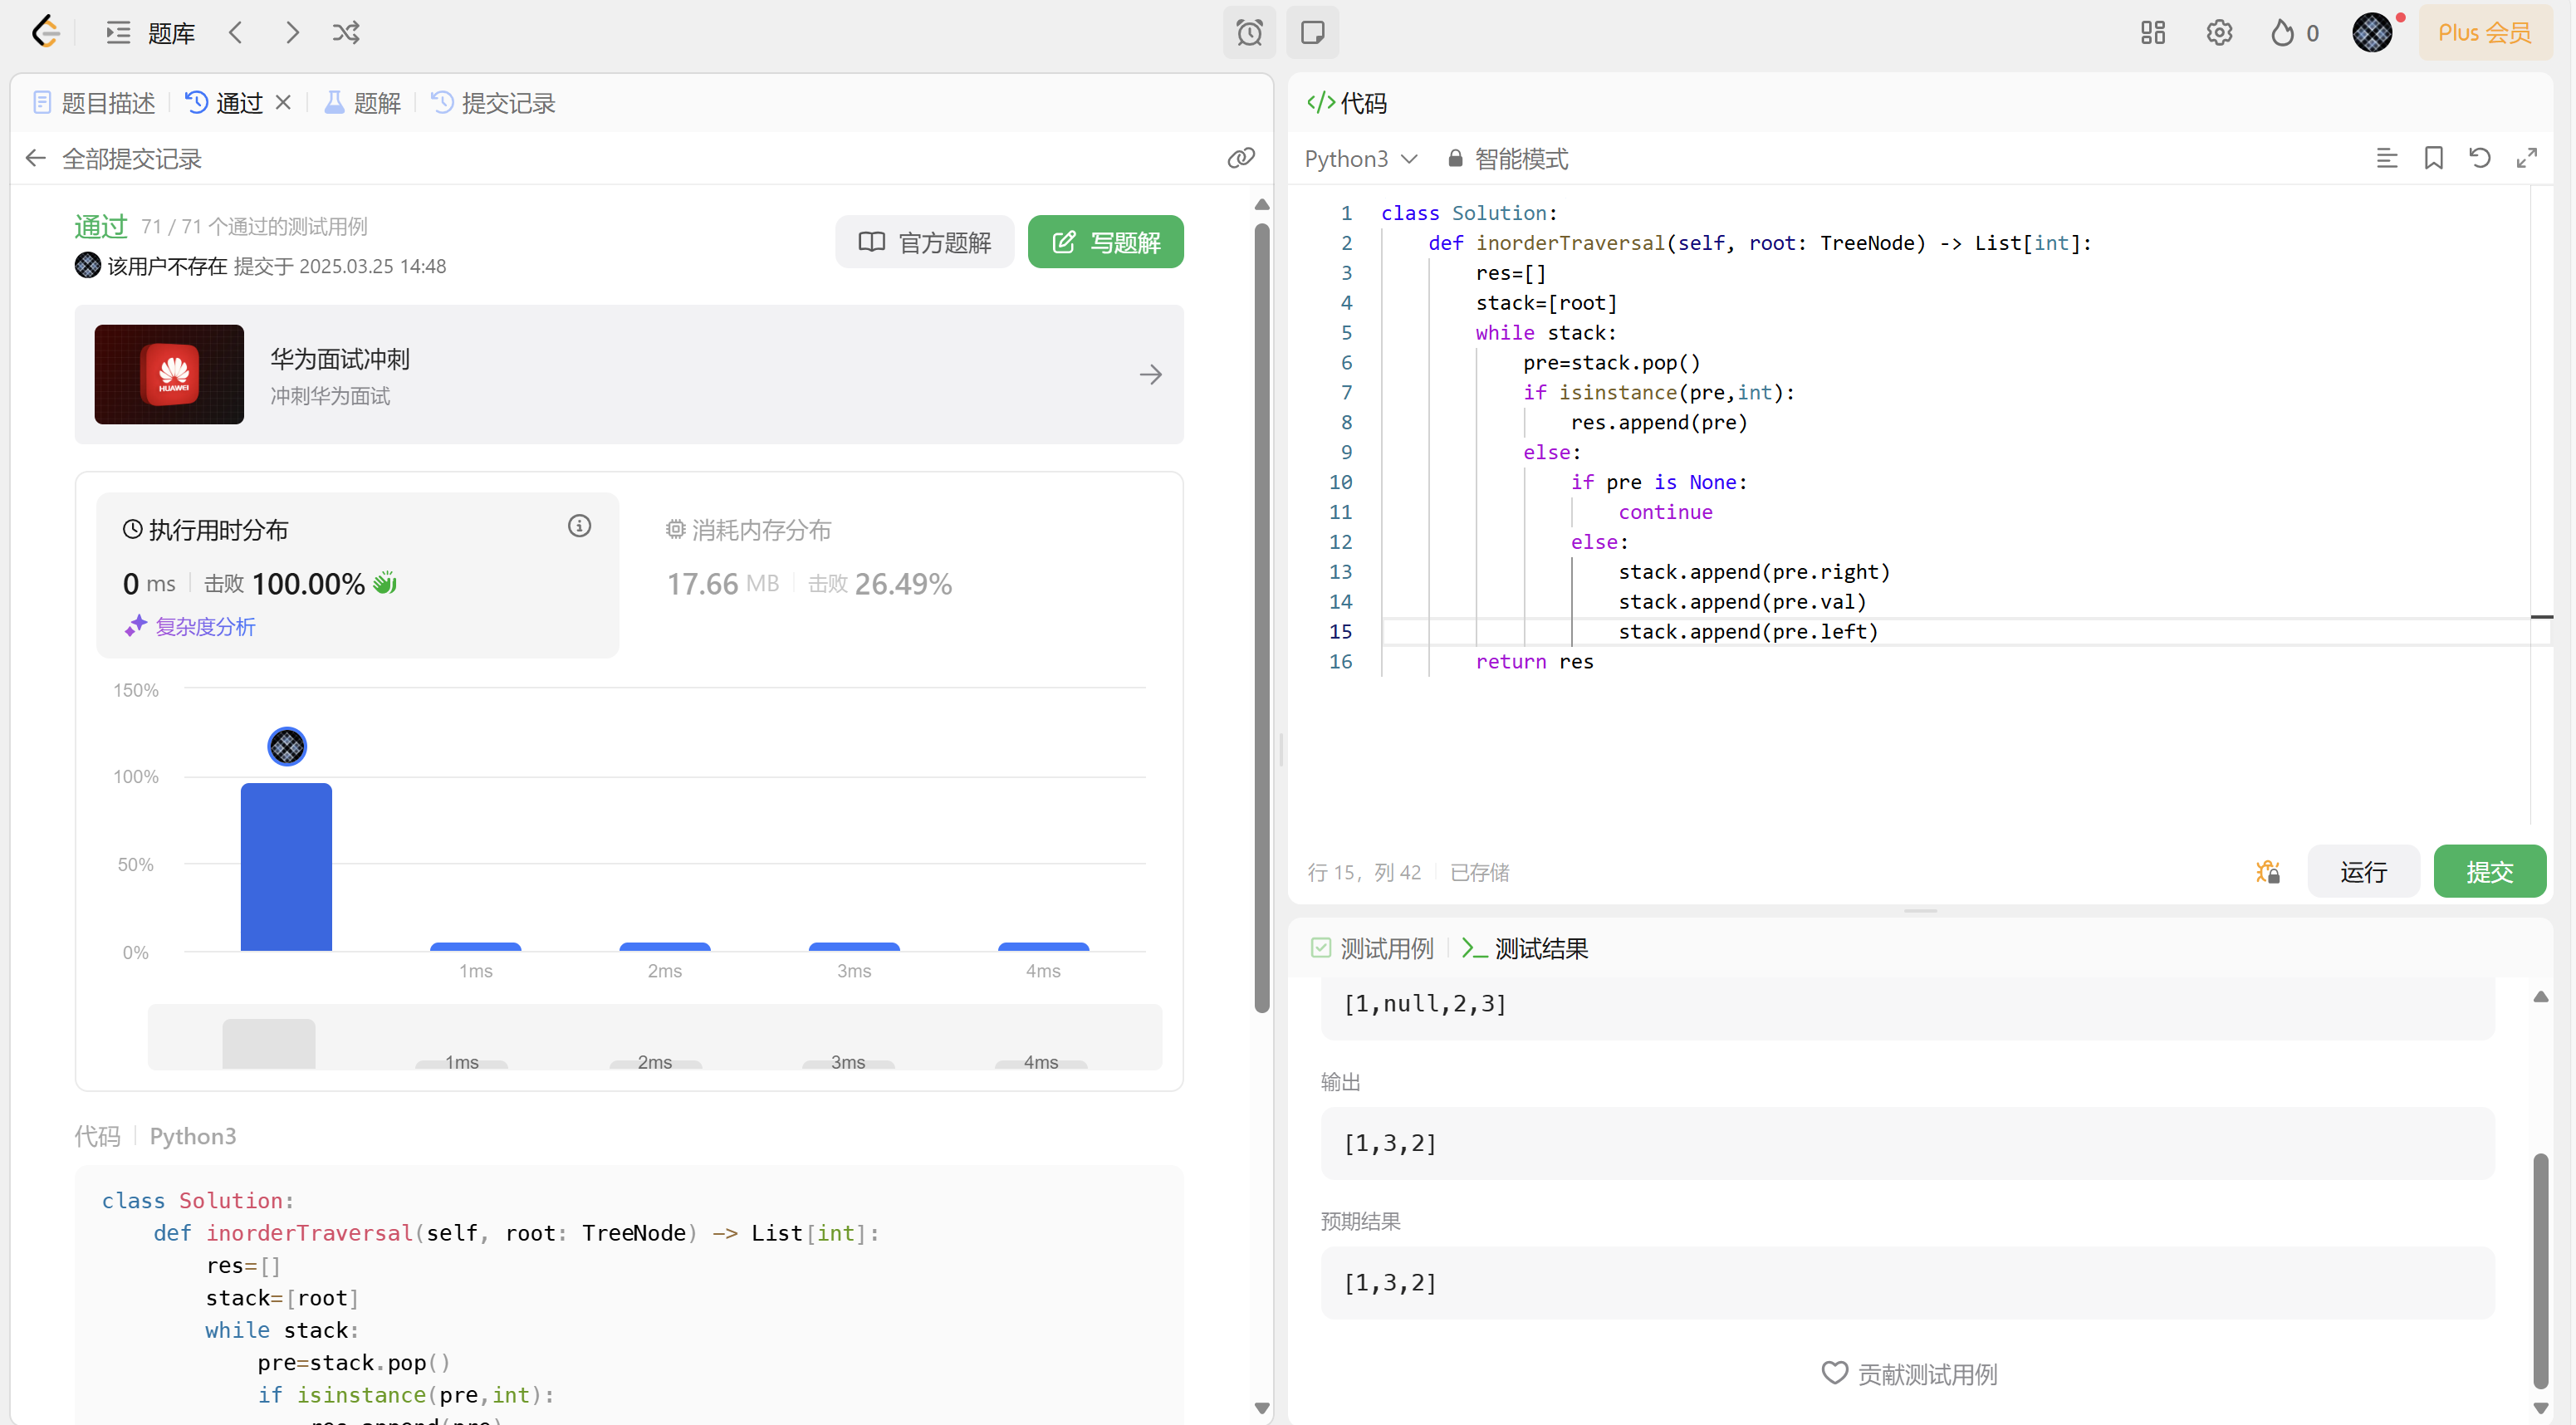 题库
0
Plus 会员
题目描述
通过
题解
提交记录
全部提交记录
通过 71 / 71 个通过的测试用例
该用户不存在 提交于 2025.03.25 14:48
官方题解
写题解
HUAWEI
华为面试冲刺
冲刺华为面试
执行用时分布
0 ms 击败 100.00%
复杂度分析
消耗内存分布
17.66 MB 击败 26.49%
150%
100%
50%
0%
1ms 2ms 3ms 4ms
1ms 2ms 3ms 4ms
代码 Python3
class Solution:
    def inorderTraversal(self, root: TreeNode) -> List[int]:
        res=[]
        stack=[root]
        while stack:
            pre=stack.pop()
            if isinstance(pre,int):
                res.append(pre)
</>代码
Python3 智能模式
1 class Solution:
2     def inorderTraversal(self, root: TreeNode) -> List[int]:
3         res=[]
4         stack=[root]
5         while stack:
6             pre=stack.pop()
7             if isinstance(pre,int):
8                 res.append(pre)
9             else:
10                 if pre is None:
11                     continue
12                 else:
13                     stack.append(pre.right)
14                     stack.append(pre.val)
15                     stack.append(pre.left)
16         return res
行 15, 列 42 已存储
运行
提交
测试用例
测试结果
[1,null,2,3]
输出
[1,3,2]
预期结果
[1,3,2]
贡献测试用例